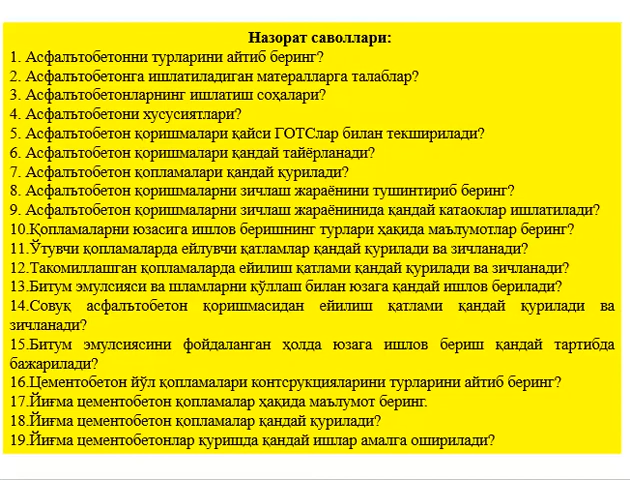 Назорат саволлари:
1. Асфальтобетонни турларини айтиб беринг?
2. Асфалътобетонга ишлатиладиган матералларга талаблар?
3. Асфалътобетонларнинг ишлатиш соҳалари?
4. Асфалътобетони хусусиятлари?
5. Асфальтобетон қоришмалари қайси ГОТСлар билан текширилади?
6. Асфалътобетон қоришмалари қандай тайёрланади?
7. Асфальтобетон қопламалари қандай қурилади?
8. Асфальтобетон қоришмаларни зичлаш жараёнини тушинтириб беринг?
9. Асфалътобетон қоришмаларни зичлаш жараёнинида қандай катаоклар ишлатилади?
10.Қопламаларни юзасига ишлов беришнинг турлари ҳақида маълумотлар беринг?
11.Ўтувчи қопламаларда ейлувчи қатламлар қандай қурилади ва зичланади?
12.Такомиллашган қопламаларда ейилиш қатлами қандай қурилади ва зичланади?
13.Битум эмулсияси ва шламларни қўллаш билан юзага қандай ишлов берилади?
14.Совуқ асфалътобетон қоришмасидан ейилиш қатлами қандай қурилади ва
зичланади?
15.Битум эмулсиясини фойдаланган ҳолда юзага ишлов бериш қандай тартибда
бажарилади?
16.Цементобетон йўл қопламалари контсрукцияларини турларини айтиб беринг?
17.Йиғма цементобетон қопламалар ҳақида маълумот беринг.
18.Йиғма цементобетон қопламалар қандай қурилади?
19.Йиғма цементобетонлар қуришда қандай ишлар амалга оширилади?